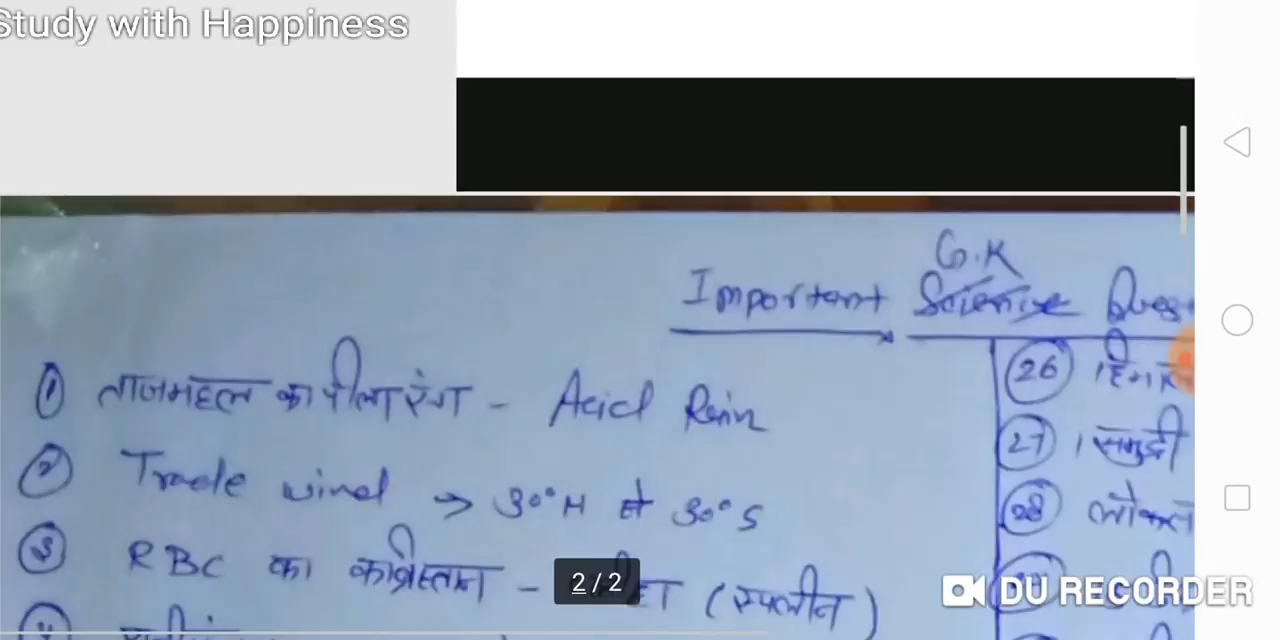 Study with Happiness
G.K
Important Science Ques
① ताजमहल का पीला रंग - Acid Rain
② Trade wind → 30°N से 30°S
③ RBC का कब्रिस्तान - (स्प्लीन)
26
27 समुद्री
28
2/2
DU RECORDER